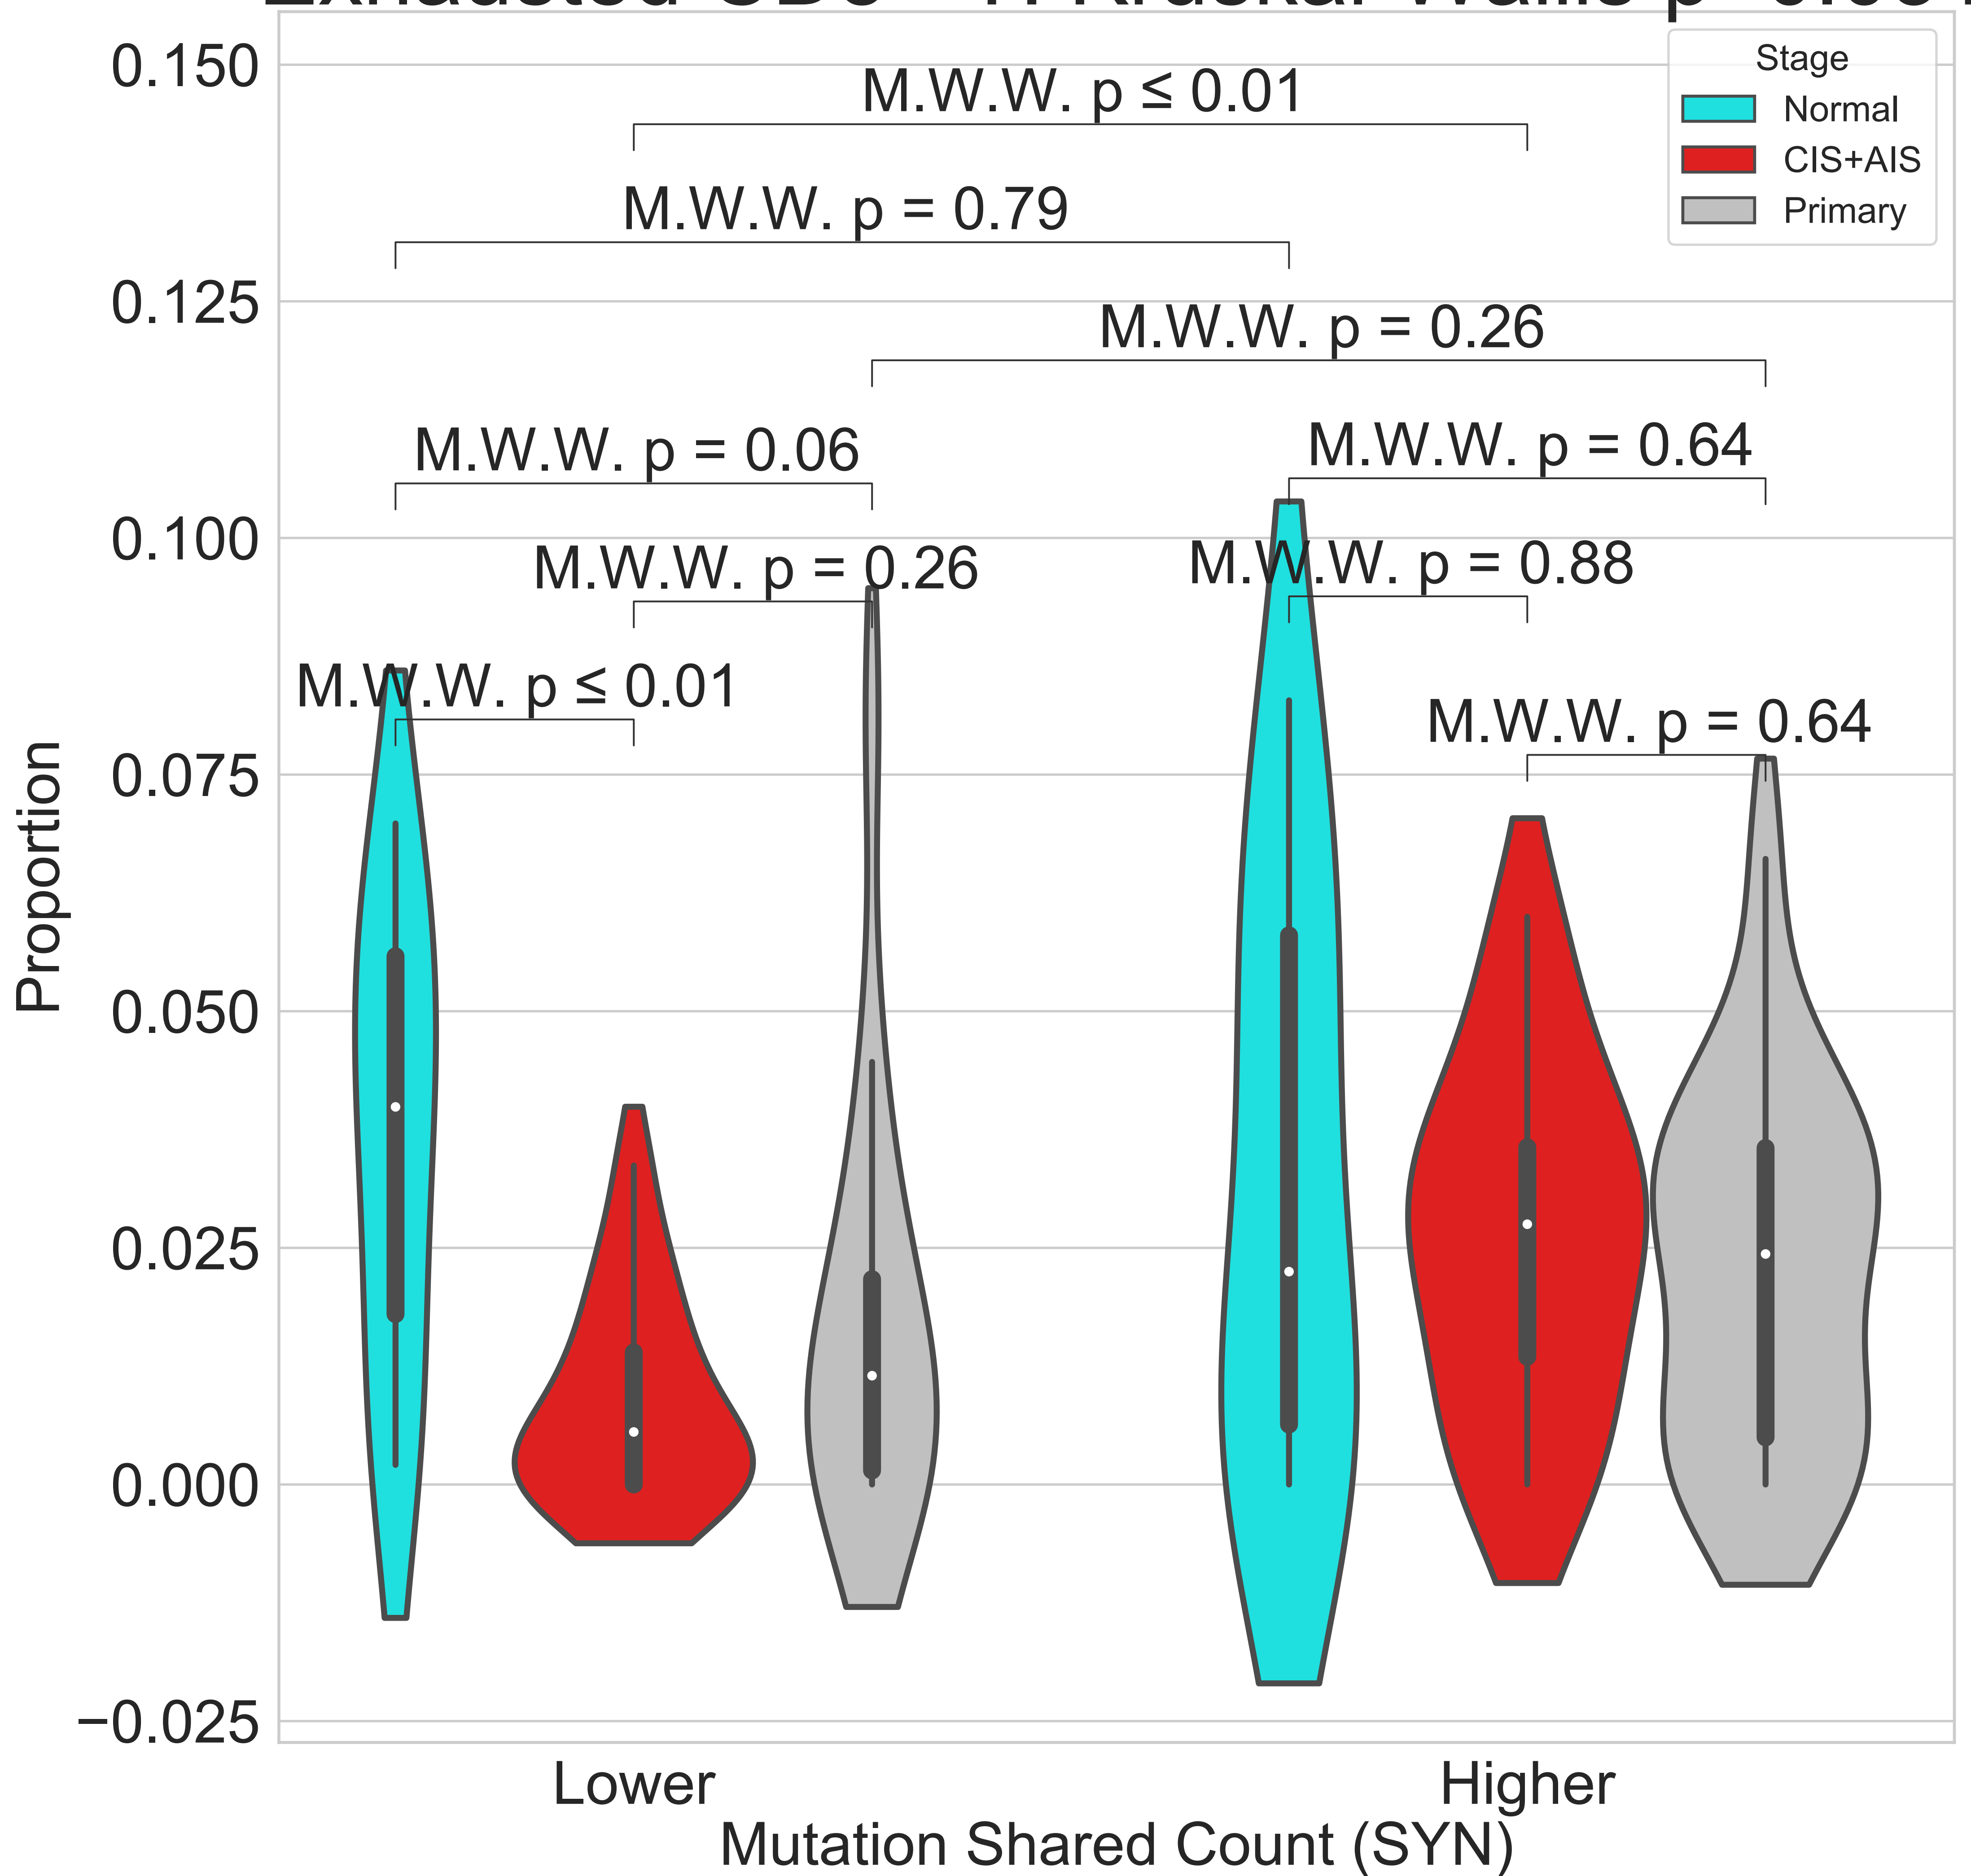 0.150
0.125
0.100
0.075
0.050
0.025
0.000
−0.025
Proportion
Stage
Normal
CIS+AIS
Primary
M.W.W. p ≤ 0.01
M.W.W. p = 0.79
M.W.W. p = 0.26
M.W.W. p = 0.06
M.W.W. p = 0.64
M.W.W. p = 0.26
M.W.W. p = 0.88
M.W.W. p ≤ 0.01
M.W.W. p = 0.64
Lower
Higher
Mutation Shared Count (SYN)